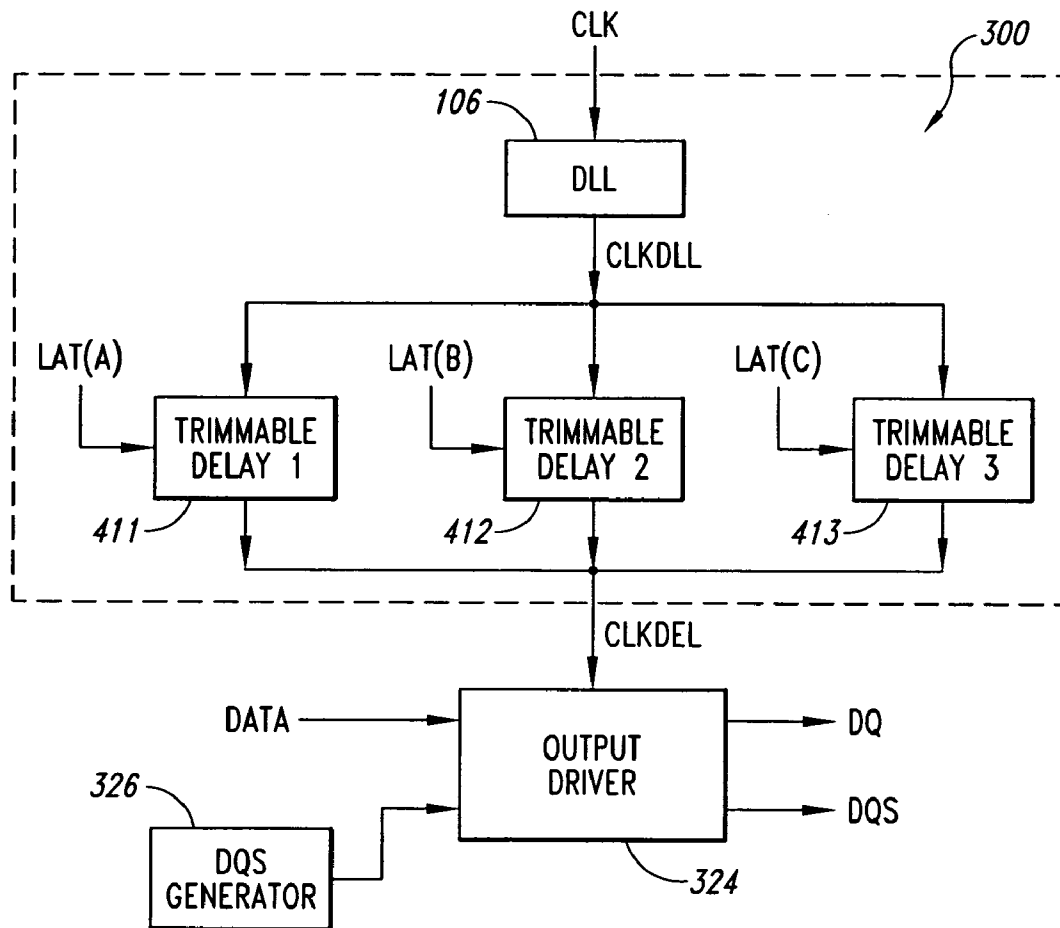 CLK
300
106
DLL
CLKDLL
LAT(A)
LAT(B)
LAT(C)
TRIMMABLE
DELAY 1
TRIMMABLE
DELAY 2
TRIMMABLE
DELAY 3
411
412
413
CLKDEL
DATA
OUTPUT
DRIVER
DQ
DQS
326
DQS
GENERATOR
324